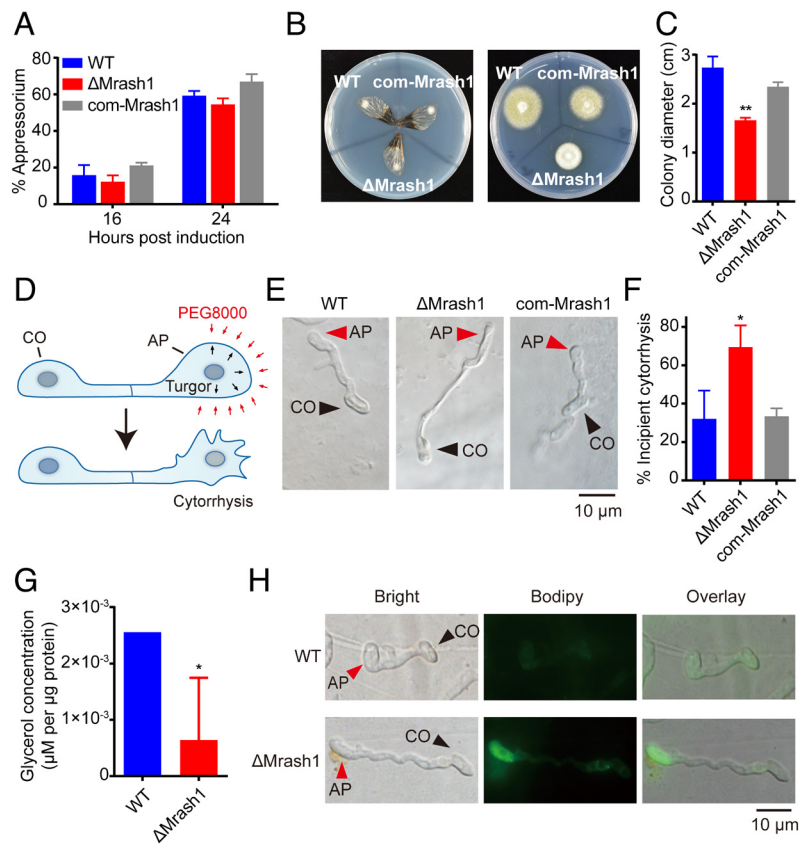 A
WT
ΔMrash1
com-Mrash1
% Appressorium
80
60
40
20
0
16
24
Hours post induction
B
WT com-Mrash1
ΔMrash1
WT com-Mrash1
ΔMrash1
C
Colony diameter (cm)
3
2
1
0
**
WT
ΔMrash1
com-Mrash1
D
PEG8000
CO
AP
Turgor
Cytorrhysis
E
WT
ΔMrash1
com-Mrash1
AP
CO
AP
CO
AP
CO
10 µm
F
% Incipient cytorrhysis
80
60
40
20
0
*
WT
ΔMrash1
com-Mrash1
G
Glycerol concentration
(µM per µg protein)
3×10⁻³
2×10⁻³
1×10⁻³
0
*
WT
ΔMrash1
H
Bright
Bodipy
Overlay
WT
CO
AP
ΔMrash1
CO
AP
10 µm